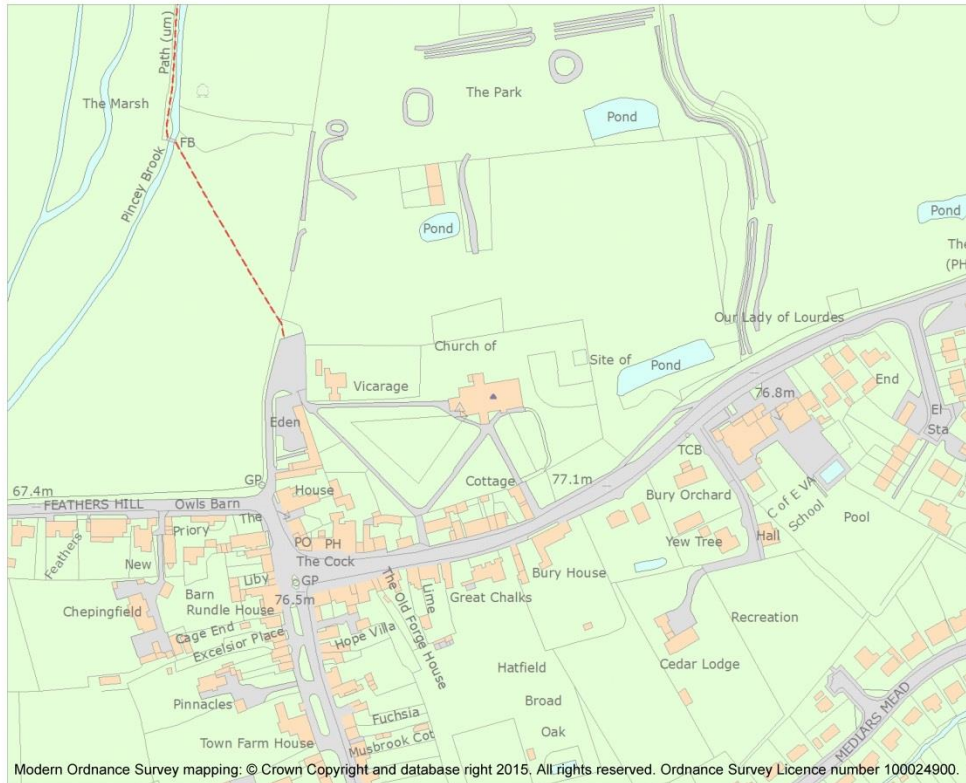 Path (um)
The Marsh
FB
Pincey Brook
The Park
Pond
Pond
Pond
The
(PH
Our Lady of Lourdes
Church of
Site of
Pond
Vicarage
76.8m
End
El
Sta
Eden
TCB
GP
House
Cottage
77.1m
Bury Orchard
C of E VA
School
Pool
67.4m
FEATHERS HILL
Owls Barn
The
Feathers
Priory
New
PO
PH
The Cock
GP
76.5m
Yew Tree
Hall
Bury House
Great Chalks
Lime
The Old Forge House
Liby
Barn
Rundle House
Chepingfield
Cage End
Excelsior Place
Hope Villa
Recreation
Cedar Lodge
Hatfield
Broad
Oak
Pinnacles
Fuchsia
Musbrook Cot
Town Farm House
MEDLARS MEAD
Modern Ordnance Survey mapping: © Crown Copyright and database right 2015. All rights reserved. Ordnance Survey Licence number 100024900.